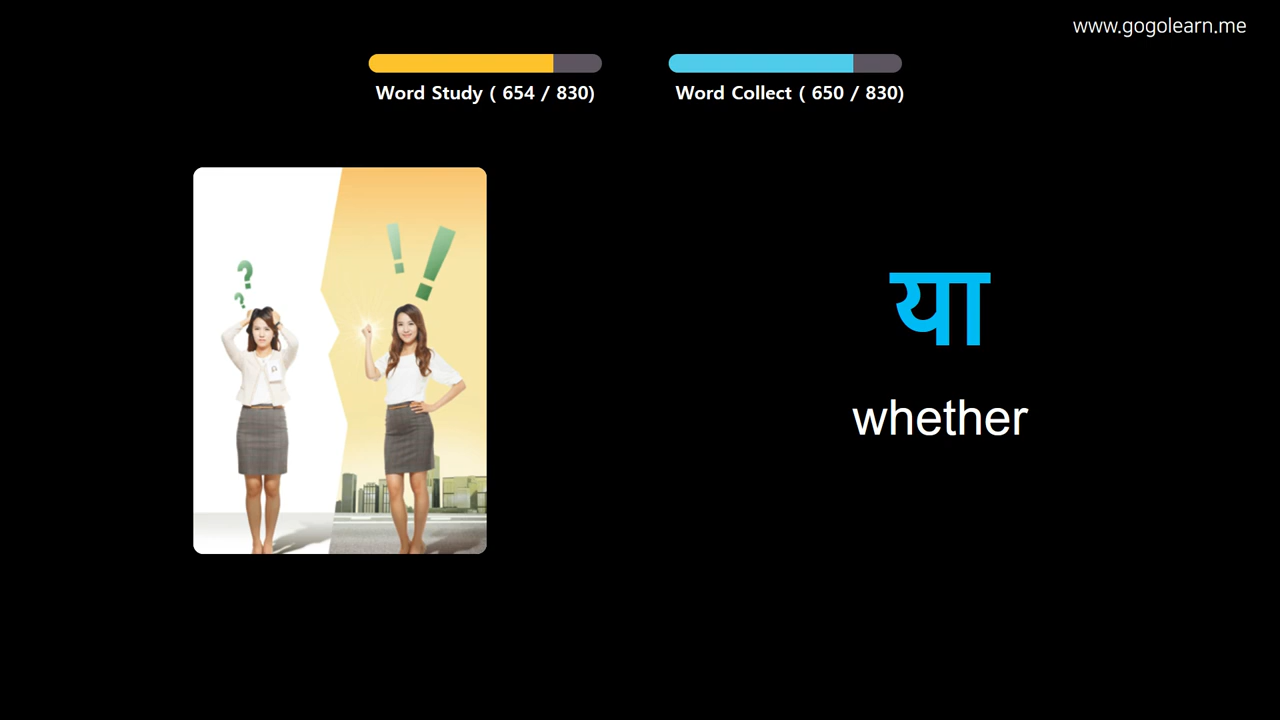 www.gogolearn.me
Word Study ( 654 / 830)
Word Collect ( 650 / 830)
? ?
! !
या
whether